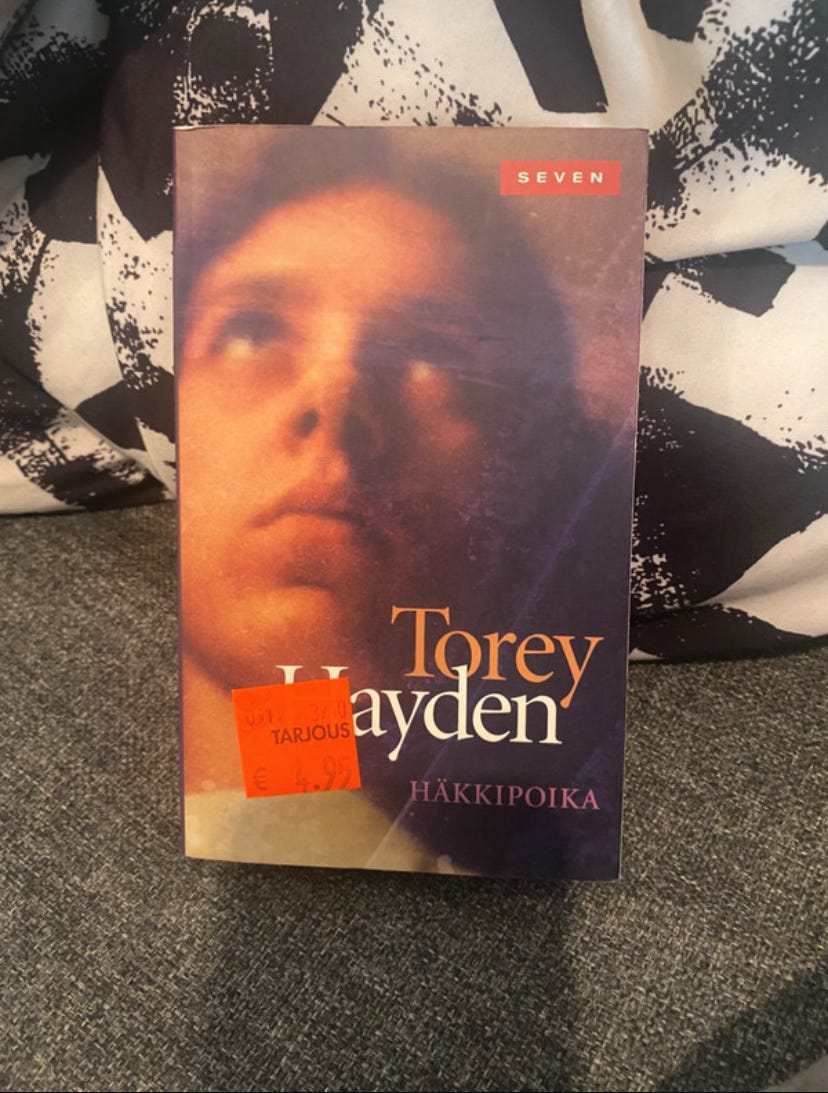 SEVEN
Torey
Hayden
TARJOUS
€ 4.95
HÄKKIPOIKA